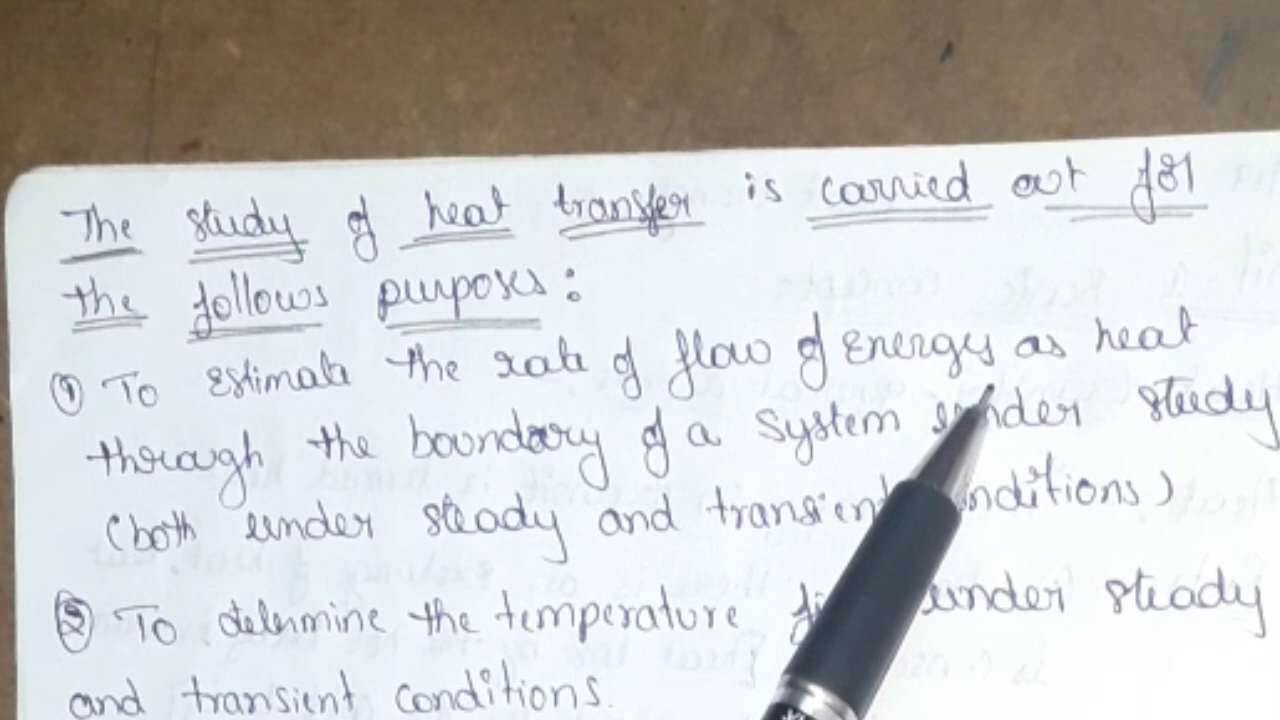 The study of heat transfer is carried out for
the follows purposes:
① To estimate the rate of flow of Energy as heat
through the boundary of a system under study
(both under steady and transient conditions)
② To determine the temperature under steady
and transient conditions.